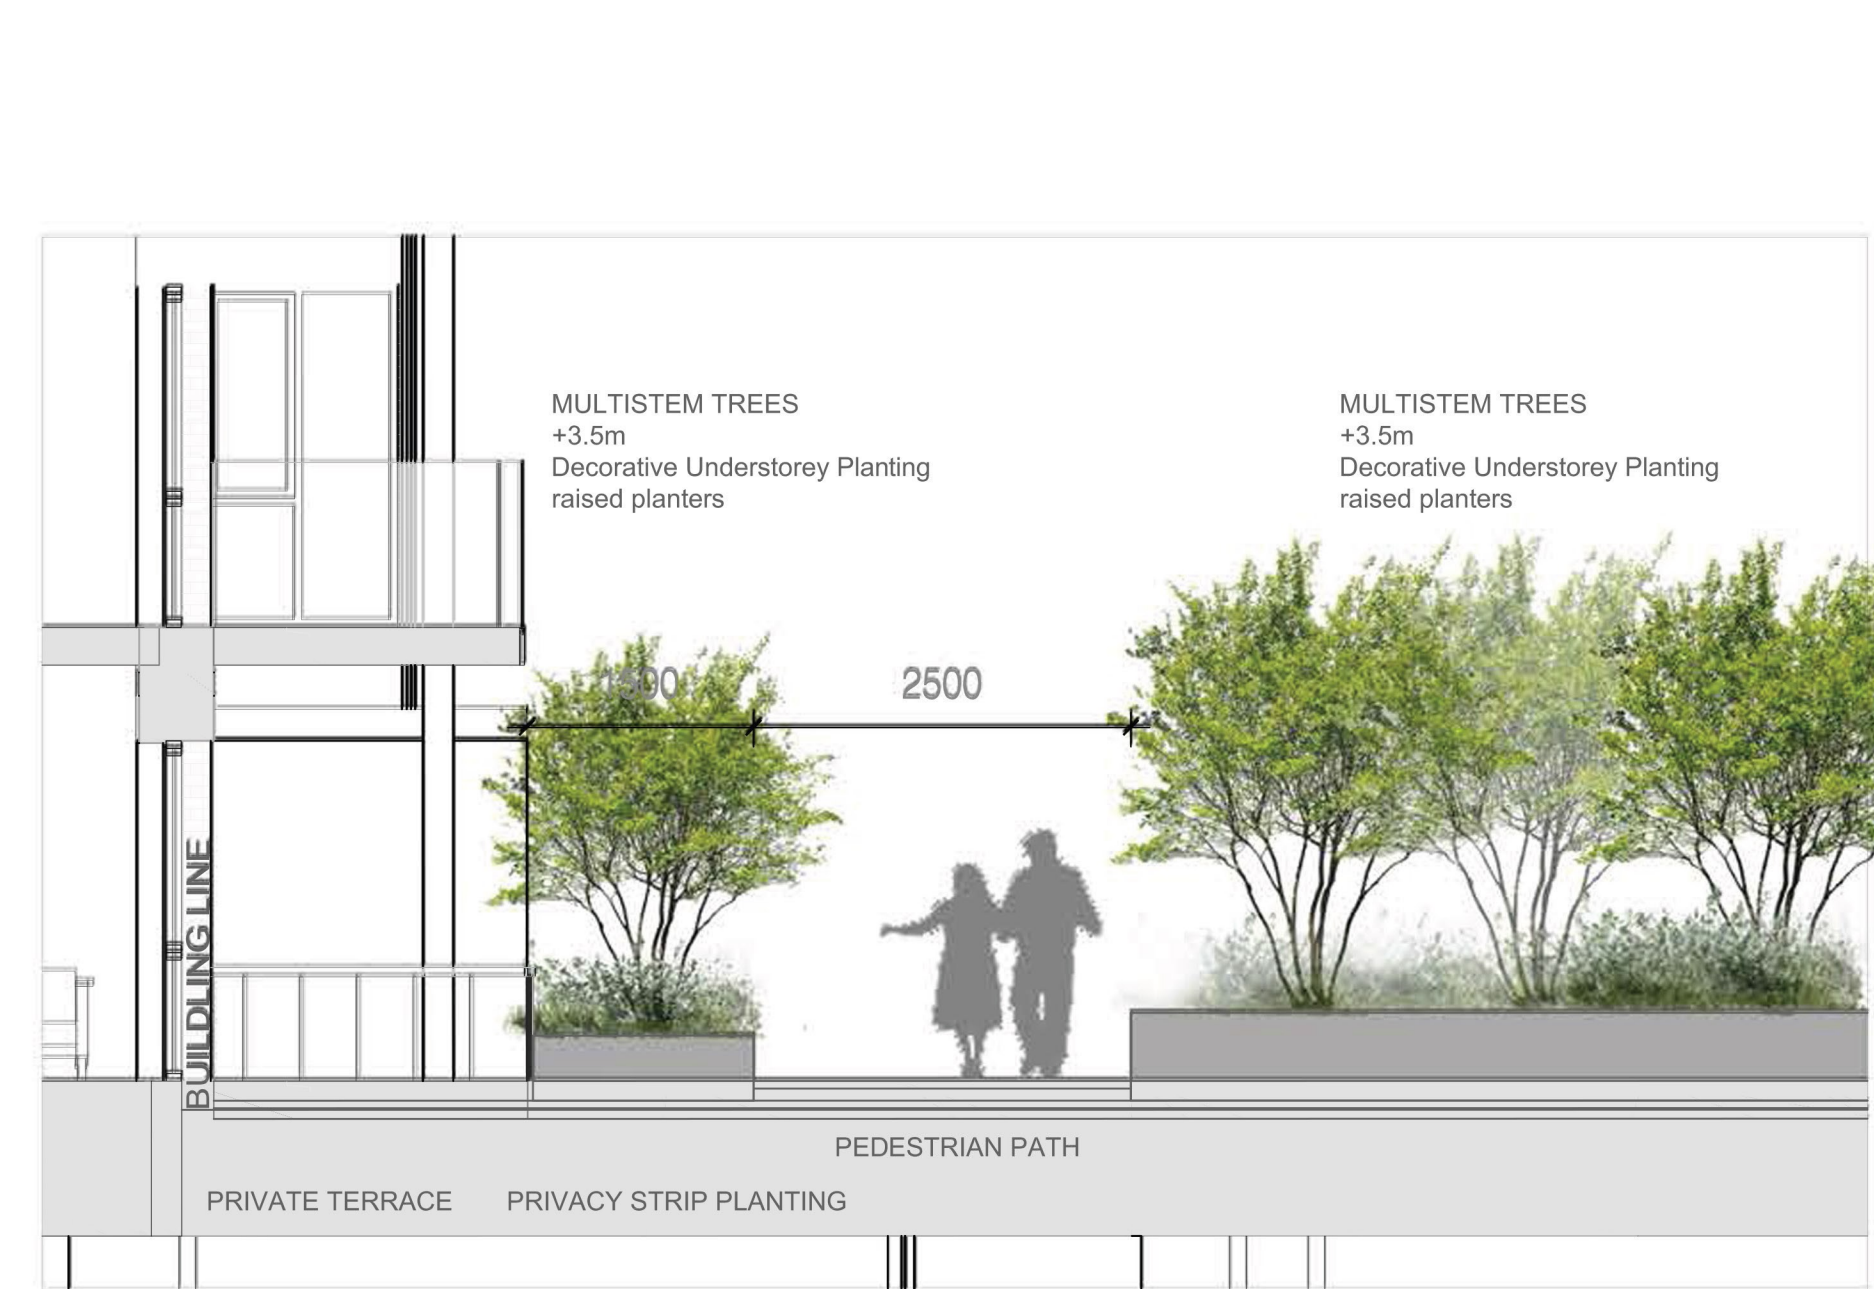 MULTISTEM TREES
+3.5m
Decorative Understorey Planting
raised planters
MULTISTEM TREES
+3.5m
Decorative Understorey Planting
raised planters
1500
2500
BUILDING LINE
PEDESTRIAN PATH
PRIVATE TERRACE
PRIVACY STRIP PLANTING